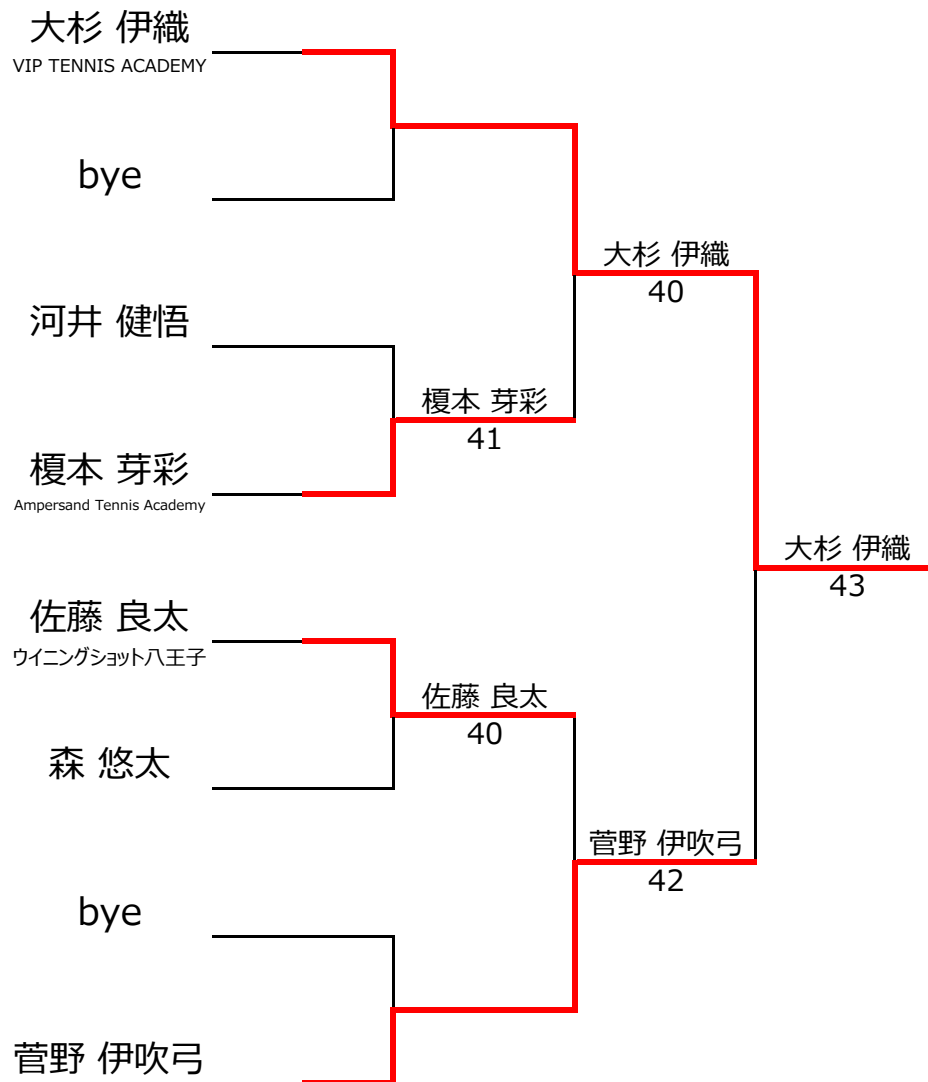 大杉 伊織
VIP TENNIS ACADEMY
bye
大杉 伊織
40
河井 健悟
榎本 芽彩
41
榎本 芽彩
Ampersand Tennis Academy
大杉 伊織
43
佐藤 良太
ウイニングショット八王子
佐藤 良太
40
森 悠太
菅野 伊吹弓
42
bye
菅野 伊吹弓